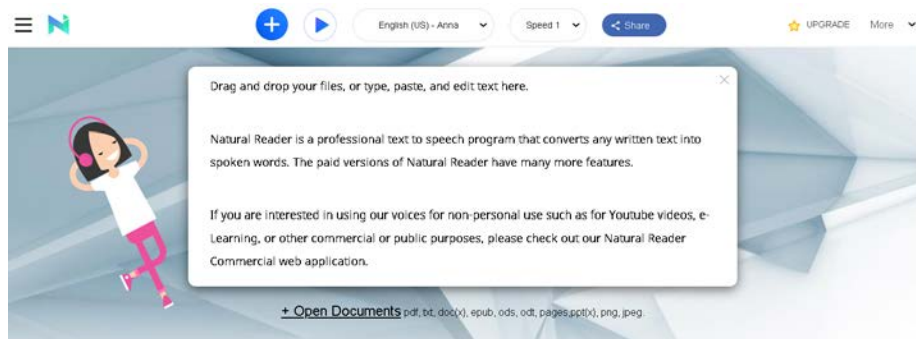 English (US) - Anna
Speed 1
Share
UPGRADE
More
Drag and drop your files, or type, paste, and edit text here.
Natural Reader is a professional text to speech program that converts any written text into
spoken words. The paid versions of Natural Reader have many more features.
If you are interested in using our voices for non-personal use such as for Youtube videos, e-
Learning, or other commercial or public purposes, please check out our Natural Reader
Commercial web application.
+ Open Documents pdf, txt, doc(x), epub, ods, odt, pages,ppt(x), png, jpeg.